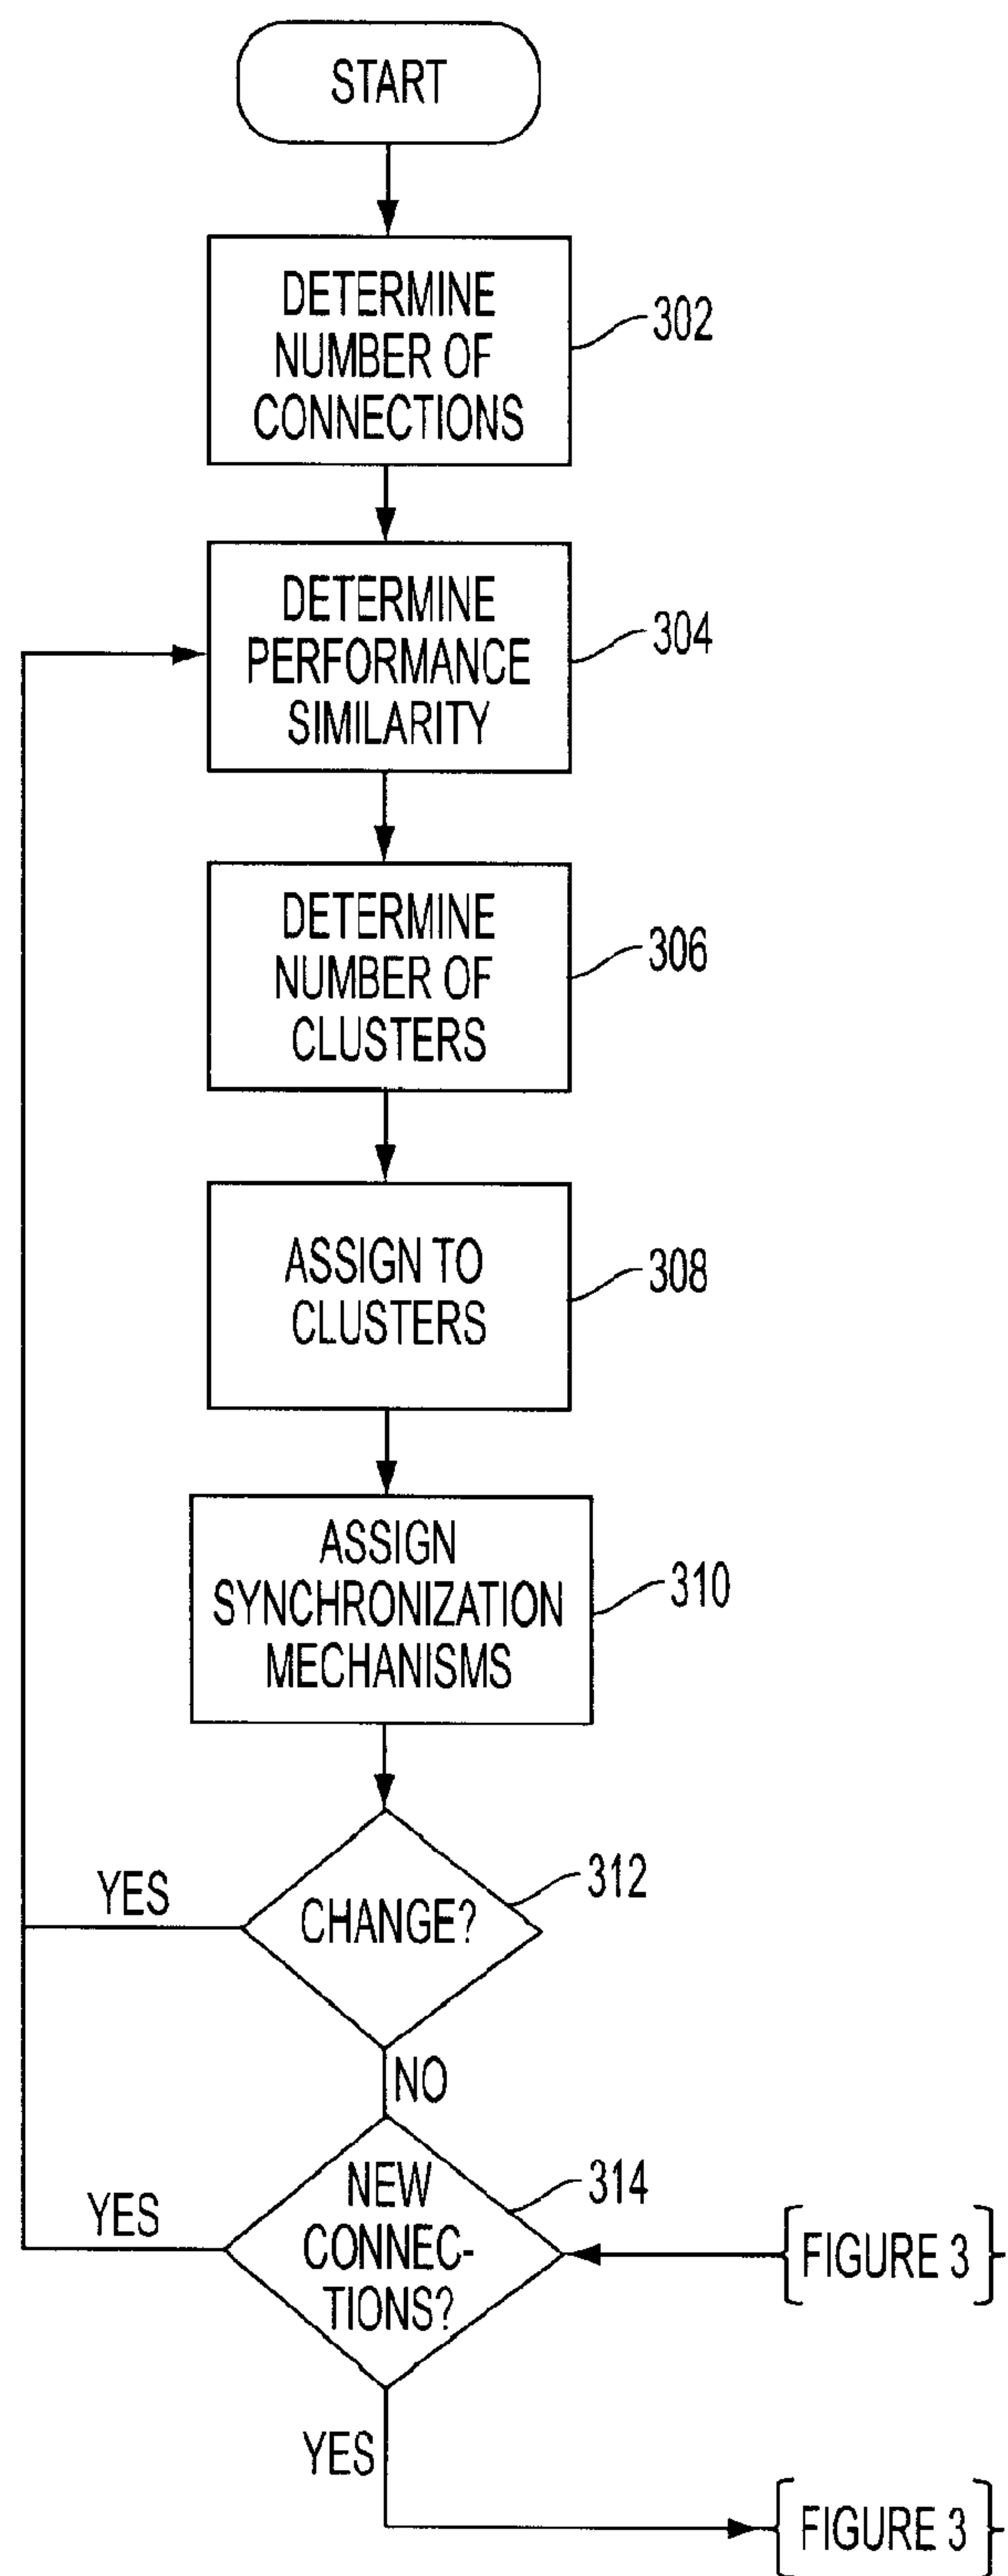 START
DETERMINE
NUMBER OF
CONNECTIONS
302
DETERMINE
PERFORMANCE
SIMILARITY
304
DETERMINE
NUMBER OF
CLUSTERS
306
ASSIGN TO
CLUSTERS
308
ASSIGN
SYNCHRONIZATION
MECHANISMS
310
YES
CHANGE?
312
NO
YES
NEW
CONNEC-
TIONS?
314
FIGURE 3
YES
FIGURE 3